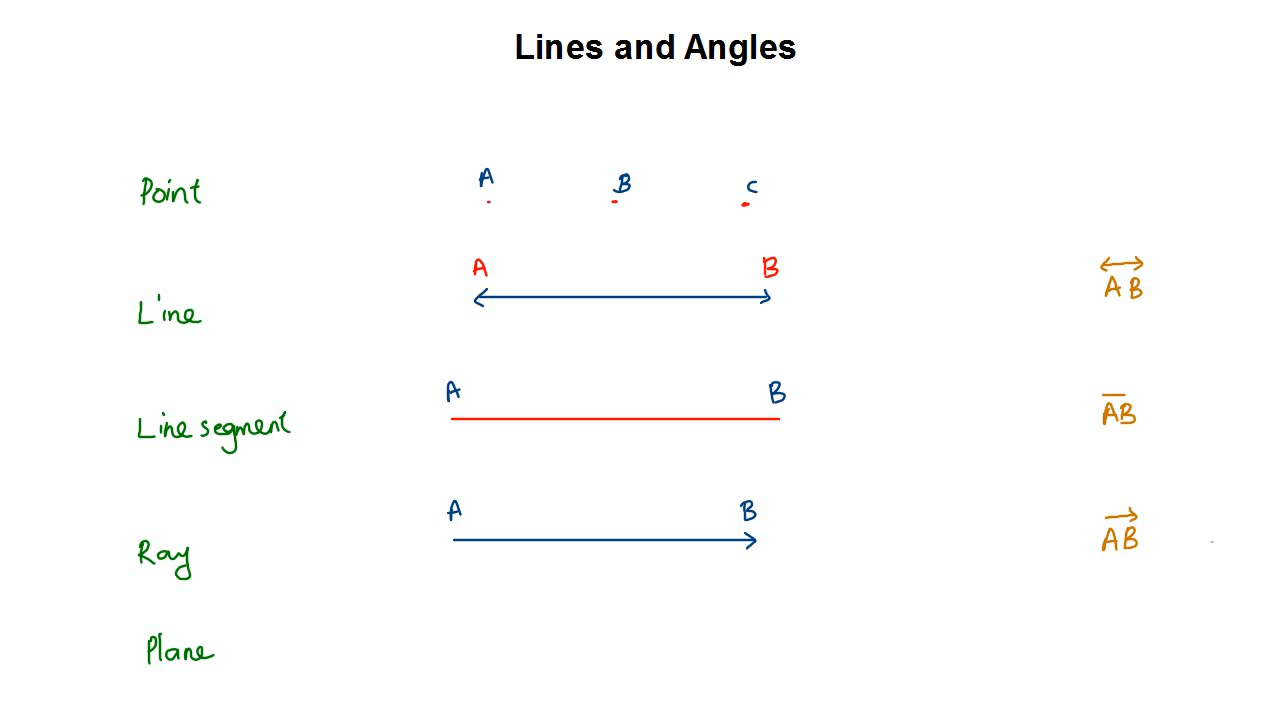 Lines and Angles
Point A B C
A B
Line AB
A B
Line segment AB
A B
Ray AB
Plane